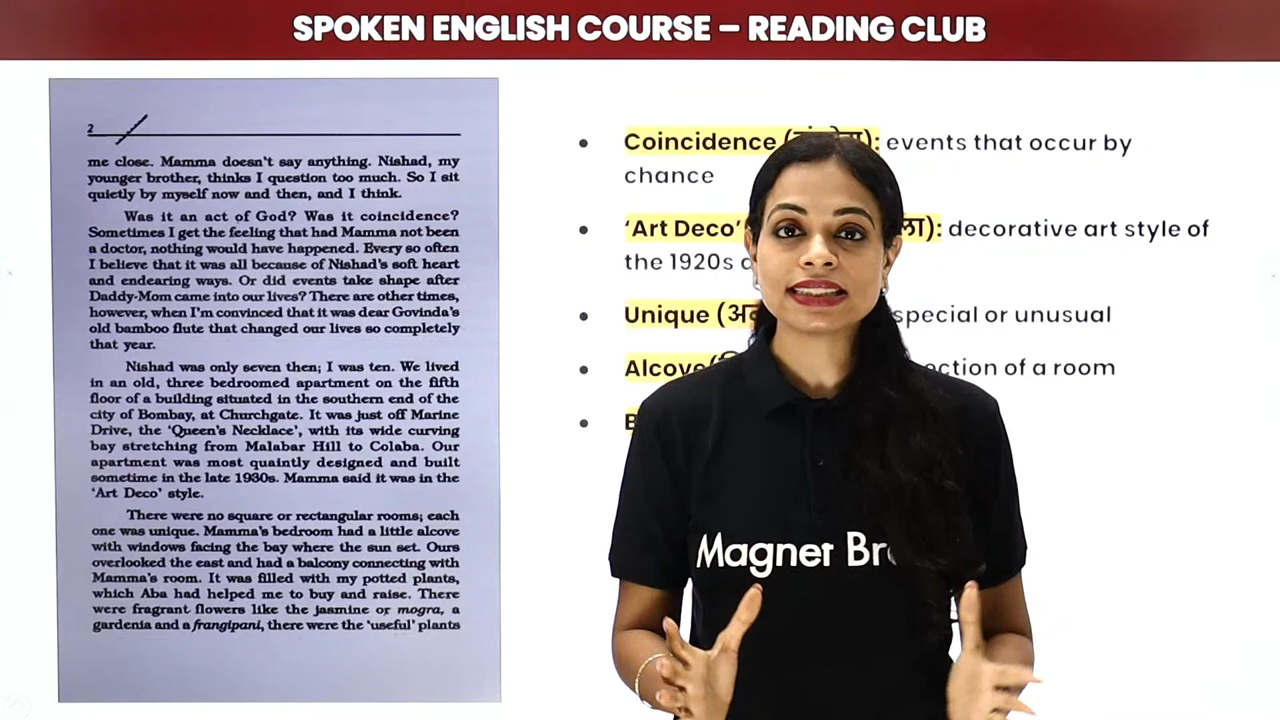 SPOKEN ENGLISH COURSE – READING CLUB
2
me close. Mamma doesn't say anything. Nishad, my
younger brother, thinks I question too much. So I sit
quietly by myself now and then, and I think.
Was it an act of God? Was it coincidence?
Sometimes I get the feeling that had Mamma not been
a doctor, nothing would have happened. Every so often
I believe that it was all because of Nishad's soft heart
and endearing ways. Or did events take shape after
Daddy-Mom came into our lives? There are other times,
however, when I'm convinced that it was dear Govinda's
old bamboo flute that changed our lives so completely
that year.
Nishad was only seven then; I was ten. We lived
in an old, three bedroomed apartment on the fifth
floor of a building situated in the southern end of the
city of Bombay, at Churchgate. It was just off Marine
Drive, the 'Queen's Necklace', with its wide curving
bay stretching from Malabar Hill to Colaba. Our
apartment was most quaintly designed and built
sometime in the late 1930s. Mamma said it was in the
'Art Deco' style.
There were no square or rectangular rooms; each
one was unique. Mamma's bedroom had a little alcove
with windows facing the bay where the sun set. Ours
overlooked the east and had a balcony connecting with
Mamma's room. It was filled with my potted plants,
which Aba had helped me to buy and raise. There
were fragrant flowers like the jasmine or mogra, a
gardenia and a frangipani, there were the 'useful' plants
• Coincidence ( ): events that occur by
chance
• 'Art Deco' ): decorative art style of
the 1920s
• Unique ( special or unusual
• Alcove( of a room
•
Magnet